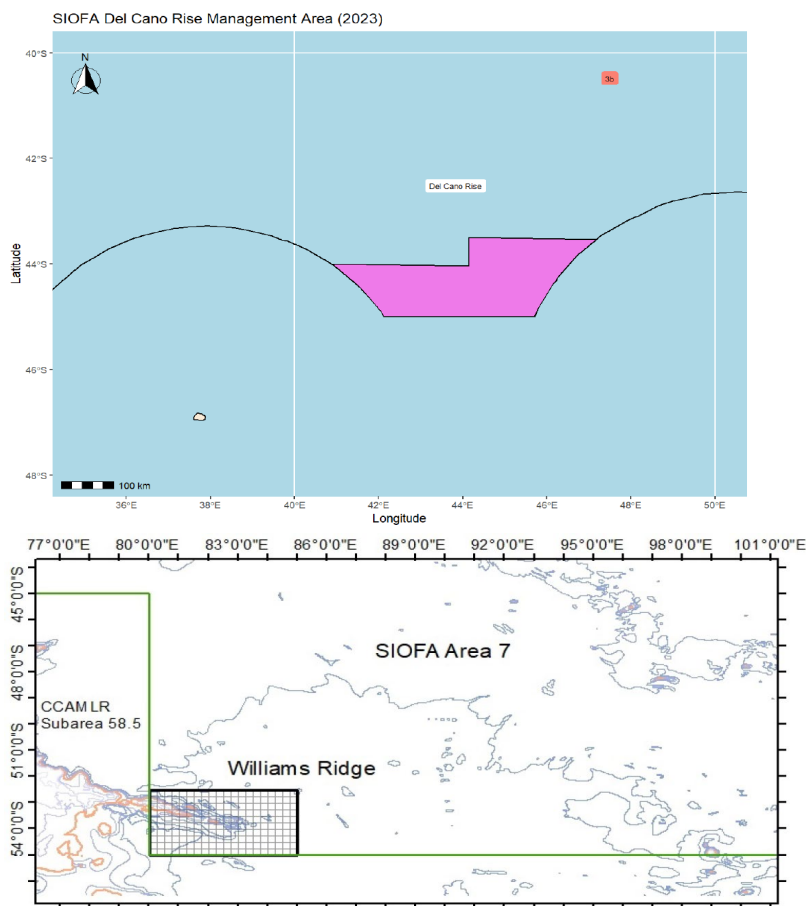 SIOFA Del Cano Rise Management Area (2023)
40°S
N
3b
42°S
Del Cano Rise
Latitude
44°S
46°S
48°S
100 km
36°E
38°E
40°E
42°E
44°E
46°E
48°E
50°E
Longitude
77°0'0"E
80°0'0"E
83°0'0"E
86°0'0"E
89°0'0"E
92°0'0"E
95°0'0"E
98°0'0"E
101°0'0"E
45°0'0"S
SIOFA Area 7
48°0'0"S
CCAMLR
Subarea 58.5
51°0'0"S
Williams Ridge
54°0'0"S